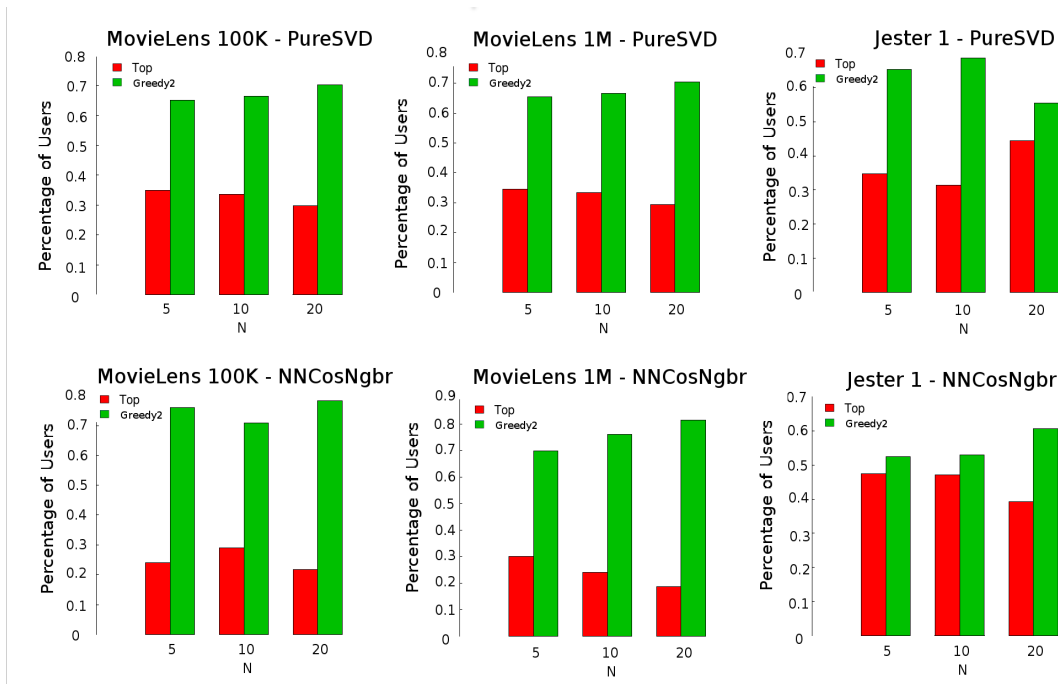 MovieLens 100K - PureSVD
Percentage of Users
0.8
0.7
0.6
0.5
0.4
0.3
0.2
0.1
0
Top
Greedy2
5 10 20
N
MovieLens 1M - PureSVD
Percentage of Users
0.8
0.7
0.6
0.5
0.4
0.3
0.2
0.1
0
Top
Greedy2
5 10 20
N
Jester 1 - PureSVD
Percentage of Users
0.7
0.6
0.5
0.4
0.3
0.2
0.1
0
Top
Greedy2
5 10 20
N
MovieLens 100K - NNCosNgbr
Percentage of Users
0.8
0.7
0.6
0.5
0.4
0.3
0.2
0.1
0
Top
Greedy2
5 10 20
N
MovieLens 1M - NNCosNgbr
Percentage of Users
0.9
0.8
0.7
0.6
0.5
0.4
0.3
0.2
0.1
0
Top
Greedy2
5 10 20
N
Jester 1 - NNCosNgbr
Percentage of Users
0.7
0.6
0.5
0.4
0.3
0.2
0.1
0
Top
Greedy2
5 10 20
N